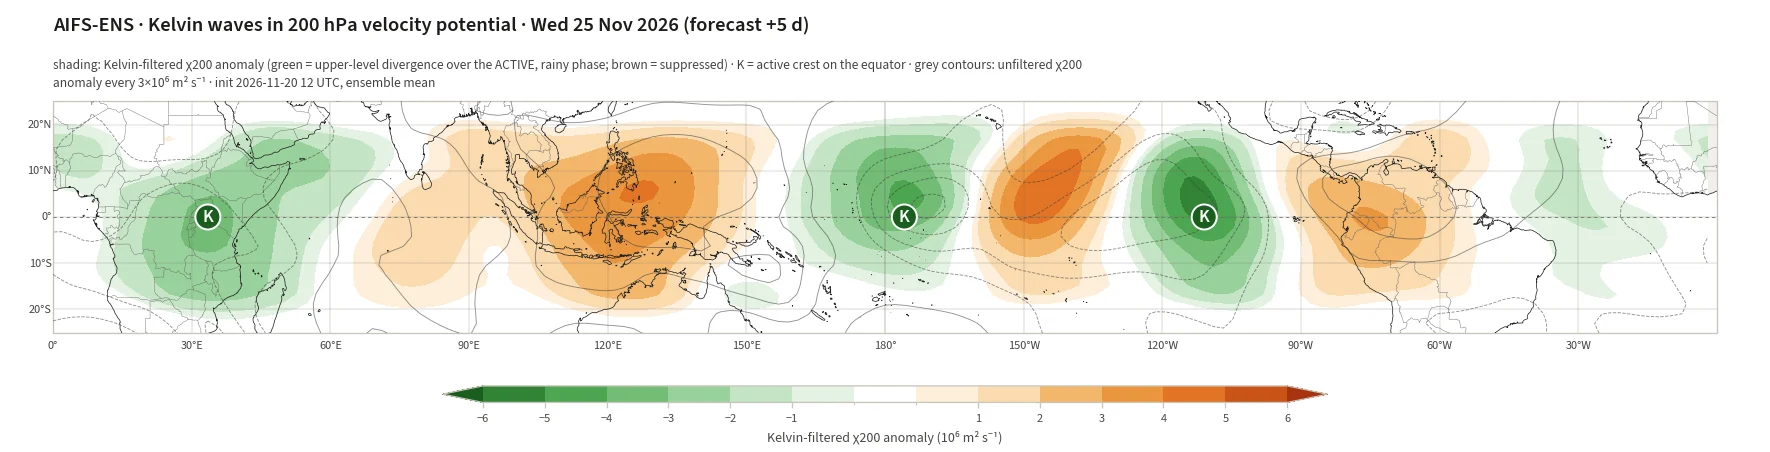 AIFS-ENS · Kelvin waves in 200 hPa velocity potential · Wed 25 Nov 2026 (forecast +5 d)
shading: Kelvin-filtered χ200 anomaly (green = upper-level divergence over the ACTIVE, rainy phase; brown = suppressed) · K = active crest on the equator · grey contours: unfiltered χ200
anomaly every 3×10⁶ m² s⁻¹ · init 2026-11-20 12 UTC, ensemble mean
20°N
10°N
0°
10°S
20°S
K K K
0° 30°E 60°E 90°E 120°E 150°E 180° 150°W 120°W 90°W 60°W 30°W
−6 −5 −4 −3 −2 −1 1 2 3 4 5 6
Kelvin-filtered χ200 anomaly (10⁶ m² s⁻¹)